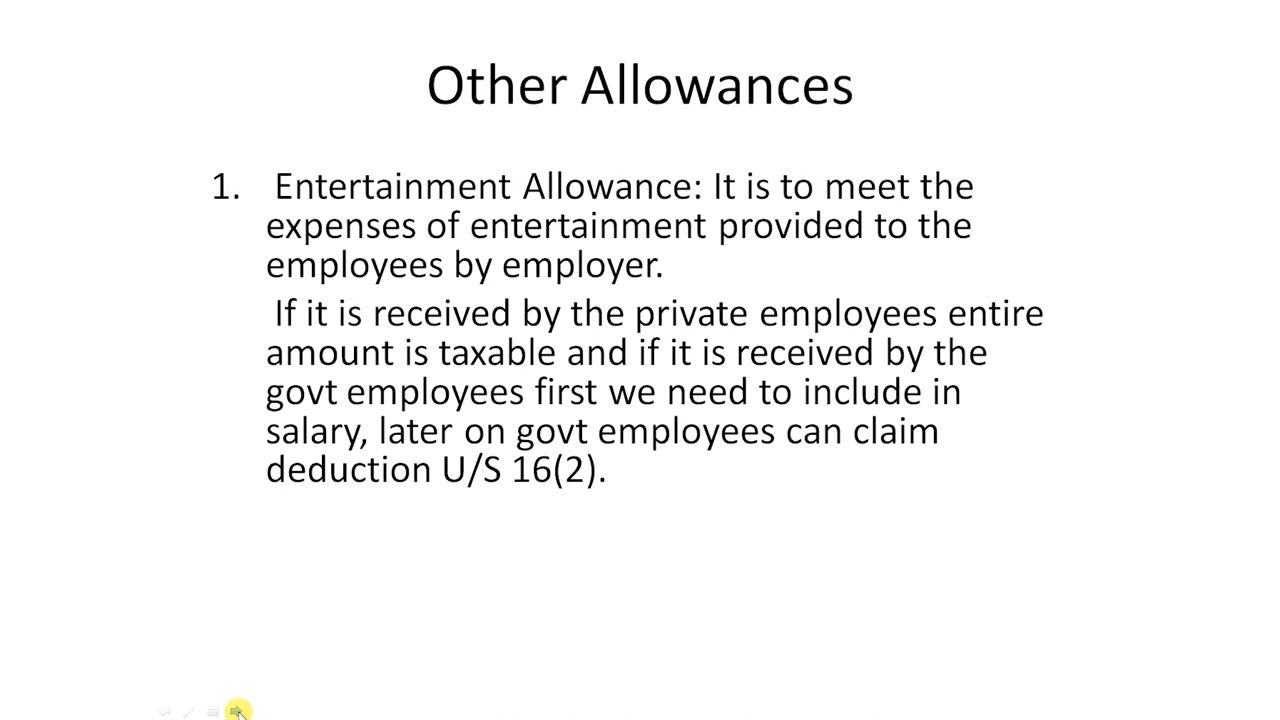 Other Allowances
1. Entertainment Allowance: It is to meet the
expenses of entertainment provided to the
employees by employer.
If it is received by the private employees entire
amount is taxable and if it is received by the
govt employees first we need to include in
salary, later on govt employees can claim
deduction U/S 16(2).